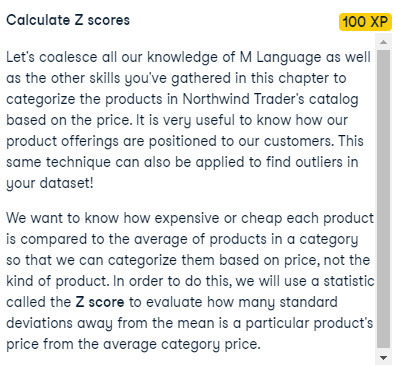 Calculate Z scores
100 XP
Let's coalesce all our knowledge of M Language as well
as the other skills you've gathered in this chapter to
categorize the products in Northwind Trader's catalog
based on the price. It is very useful to know how our
product offerings are positioned to our customers. This
same technique can also be applied to find outliers in
your dataset!
We want to know how expensive or cheap each product
is compared to the average of products in a category
so that we can categorize them based on price, not the
kind of product. In order to do this, we will use a statistic
called the Z score to evaluate how many standard
deviations away from the mean is a particular product's
price from the average category price.